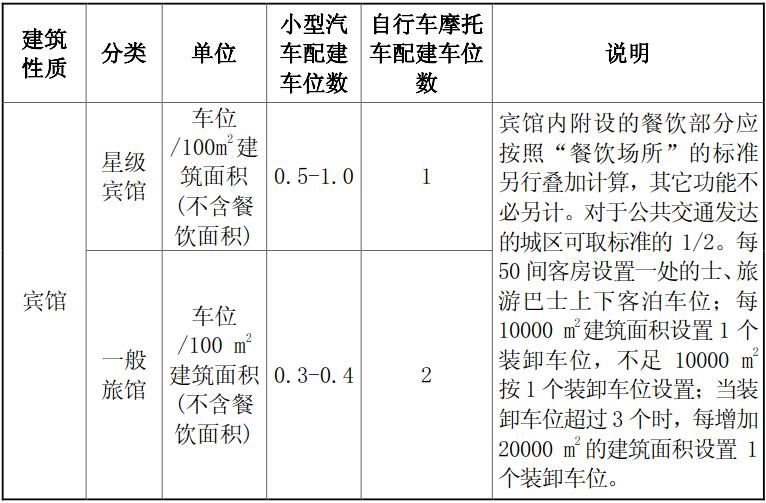 建筑
性质
分类
单位
小型汽
车配建
车位数
自行车摩托
车配建车位
数
说明
宾馆
星级
宾馆
车位
/100m²建
筑面积
(不含餐
饮面积)
0.5-1.0
1
一般
旅馆
车位
/100 m²
建筑面积
(不含餐
饮面积)
0.3-0.4
2
宾馆内附设的餐饮部分应
按照“餐饮场所”的标准
另行叠加计算，其它功能不
必另计。对于公共交通发达
的城区可取标准的 1/2。每
50 间客房设置一处的士、旅
游巴士上下客泊车位；每
10000 m²建筑面积设置 1 个
装卸车位，不足 10000 m²
按 1 个装卸车位设置；当装
卸车位超过 3 个时，每增加
20000 m²的建筑面积设置 1
个装卸车位。